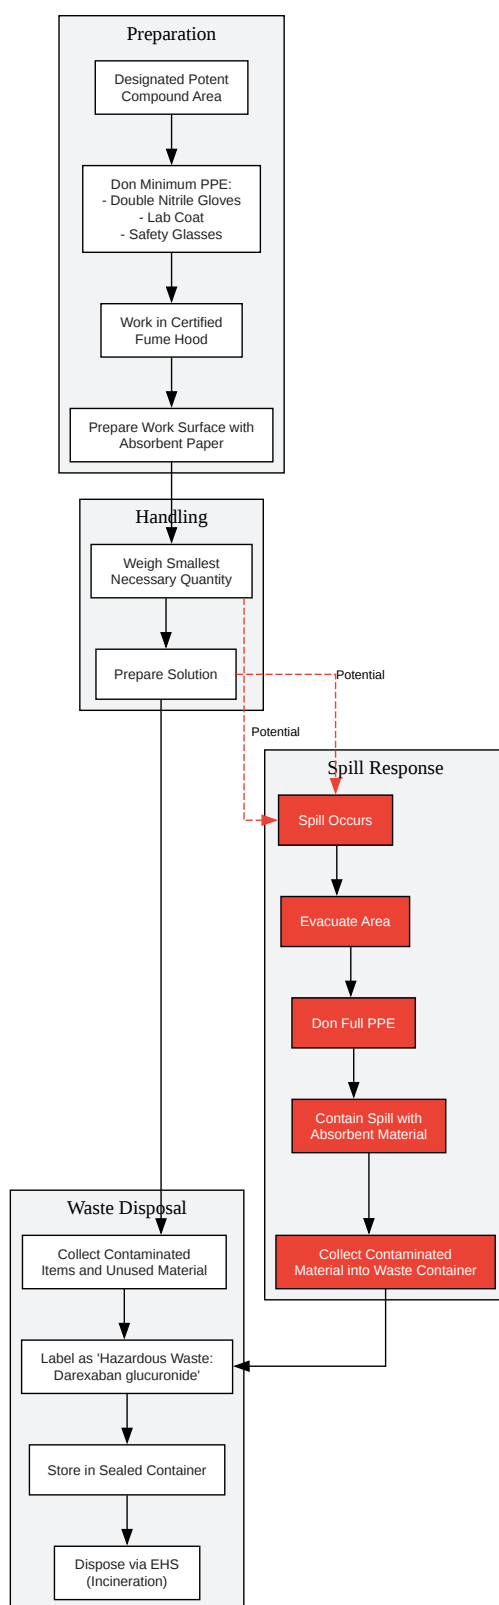 Preparation
Designated Potent
Compound Area
Don Minimum PPE:
- Double Nitrile Gloves
- Lab Coat
- Safety Glasses
Work in Certified
Fume Hood
Prepare Work Surface with
Absorbent Paper
Handling
Weigh Smallest
Necessary Quantity
Prepare Solution
Potential
Potential
Spill Response
Spill Occurs
Evacuate Area
Don Full PPE
Contain Spill with
Absorbent Material
Collect Contaminated
Material into Waste Container
Waste Disposal
Collect Contaminated
Items and Unused Material
Label as 'Hazardous Waste:
Darexaban glucuronide'
Store in Sealed Container
Dispose via EHS
(Incineration)